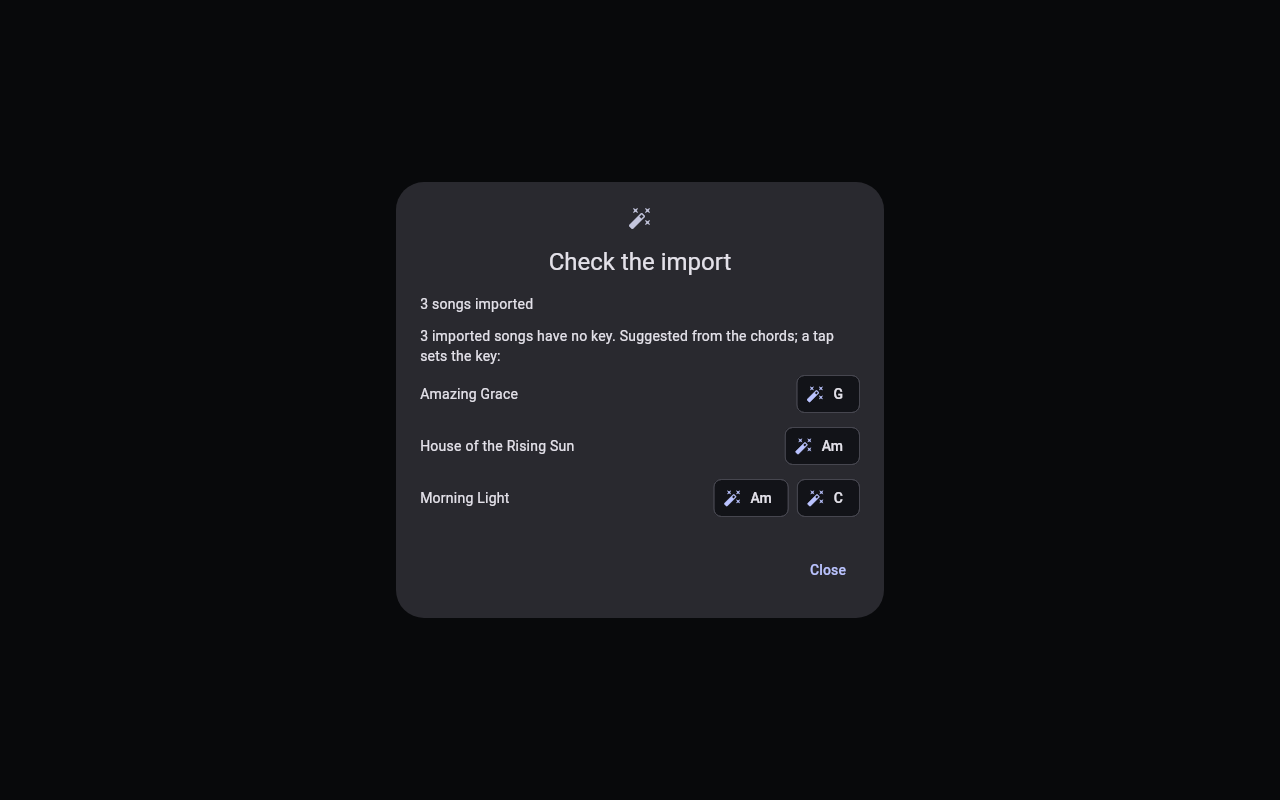 Check the import
3 songs imported
3 imported songs have no key. Suggested from the chords; a tap
sets the key:
Amazing Grace G
House of the Rising Sun Am
Morning Light Am C
Close